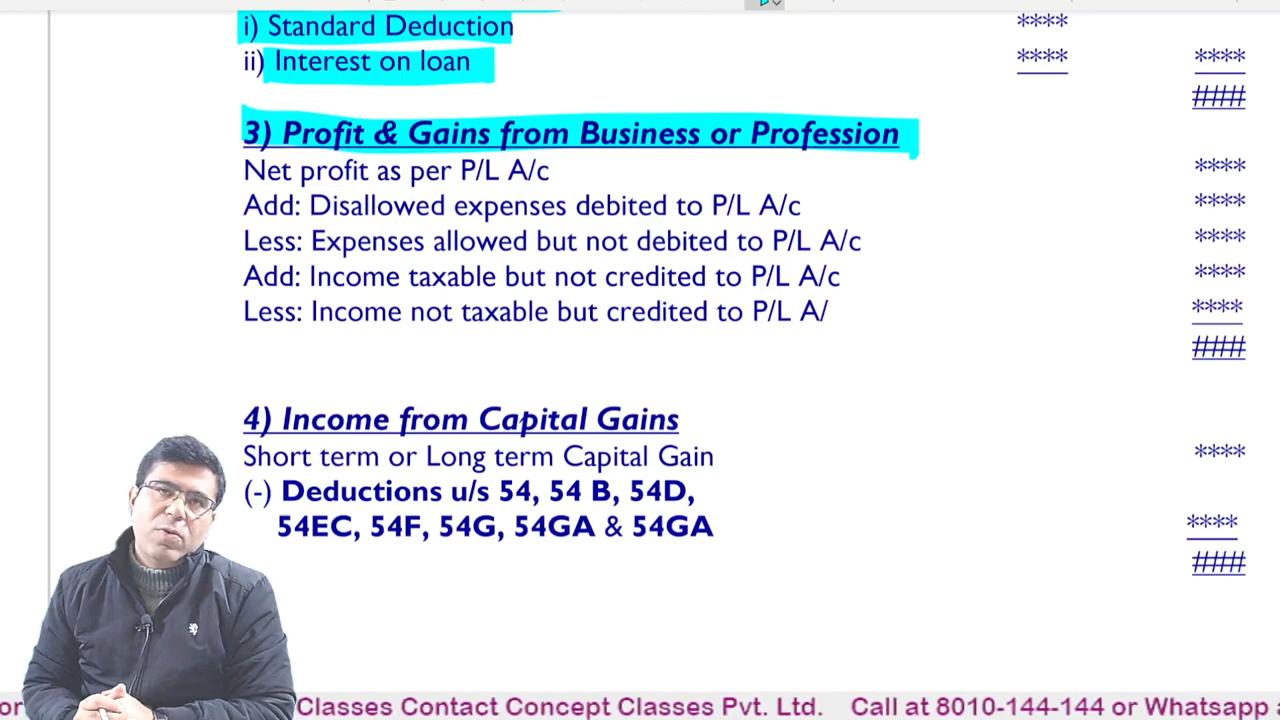 i) Standard Deduction ****
ii) Interest on loan **** ****
####
3) Profit & Gains from Business or Profession
Net profit as per P/L A/c ****
Add: Disallowed expenses debited to P/L A/c ****
Less: Expenses allowed but not debited to P/L A/c ****
Add: Income taxable but not credited to P/L A/c ****
Less: Income not taxable but credited to P/L A/ ****
####
4) Income from Capital Gains
Short term or Long term Capital Gain ****
(-) Deductions u/s 54, 54 B, 54D,
54EC, 54F, 54G, 54GA & 54GA ****
####
or Classes Contact Concept Classes Pvt. Ltd. Call at 8010-144-144 or Whatsapp a